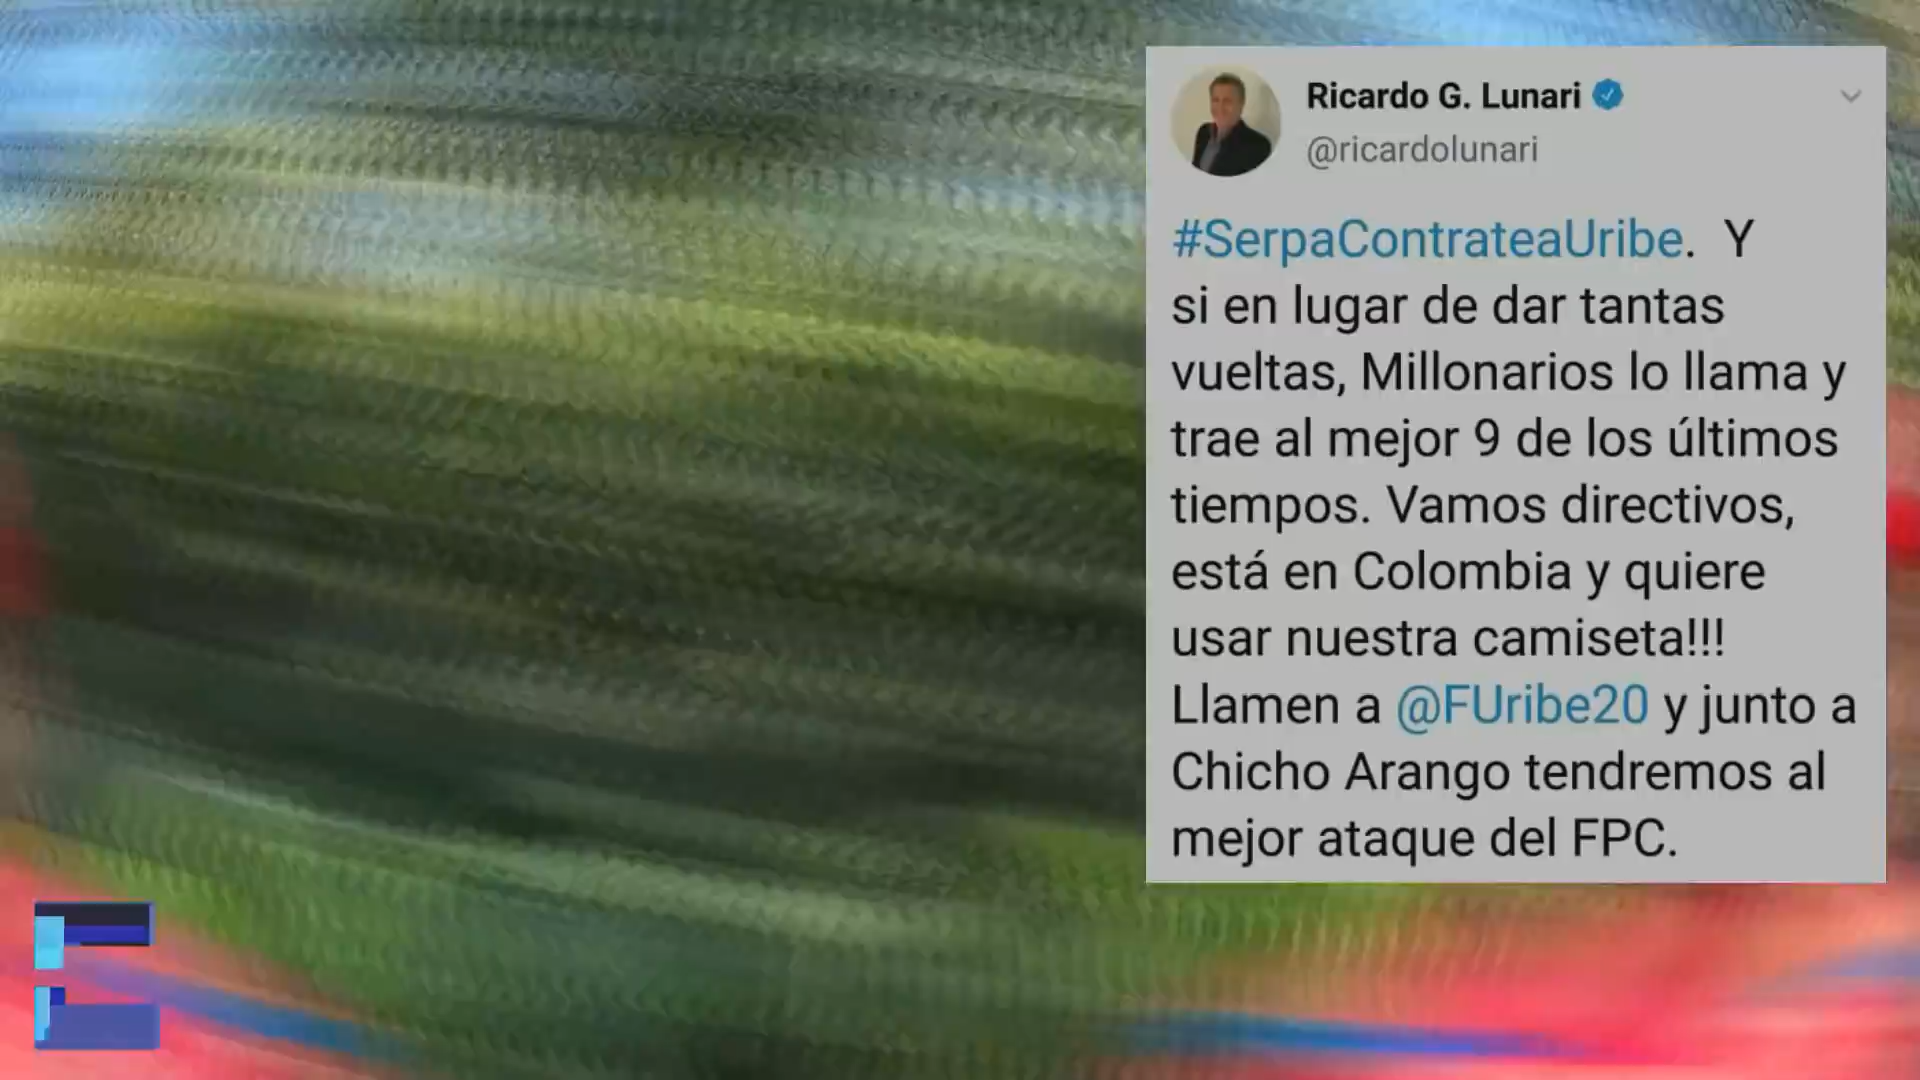 Ricardo G. Lunari
@ricardolunari
#SerpaContrateaUribe. Y
si en lugar de dar tantas
vueltas, Millonarios lo llama y
trae al mejor 9 de los últimos
tiempos. Vamos directivos,
está en Colombia y quiere
usar nuestra camiseta!!!
Llamen a @FUribe20 y junto a
Chicho Arango tendremos al
mejor ataque del FPC.